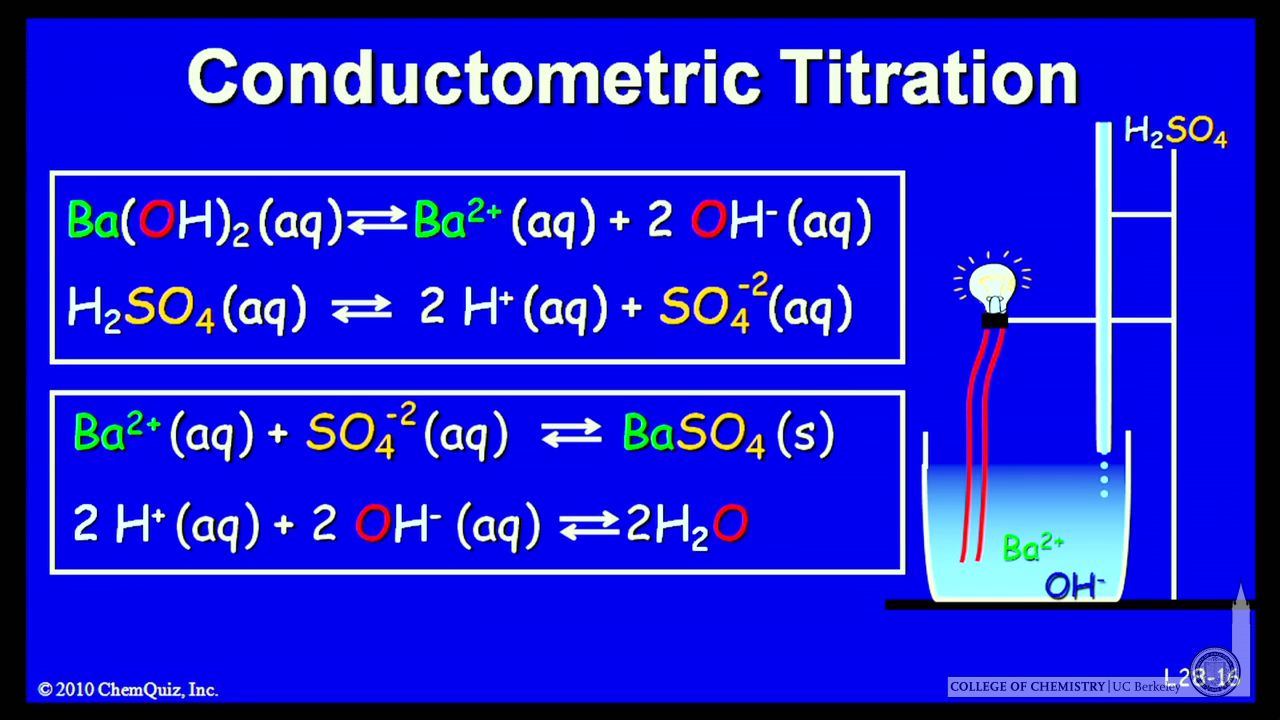 Conductometric Titration
H₂SO₄
Ba(OH)₂ (aq) ⇌ Ba²⁺ (aq) + 2 OH⁻ (aq)
H₂SO₄ (aq) ⇌ 2 H⁺ (aq) + SO₄⁻² (aq)
Ba²⁺ (aq) + SO₄⁻² (aq) ⇌ BaSO₄ (s)
2 H⁺ (aq) + 2 OH⁻ (aq) ⇌ 2H₂O
Ba²⁺
OH⁻
© 2010 ChemQuiz, Inc.
L28-16
COLLEGE OF CHEMISTRY | UC Berkeley